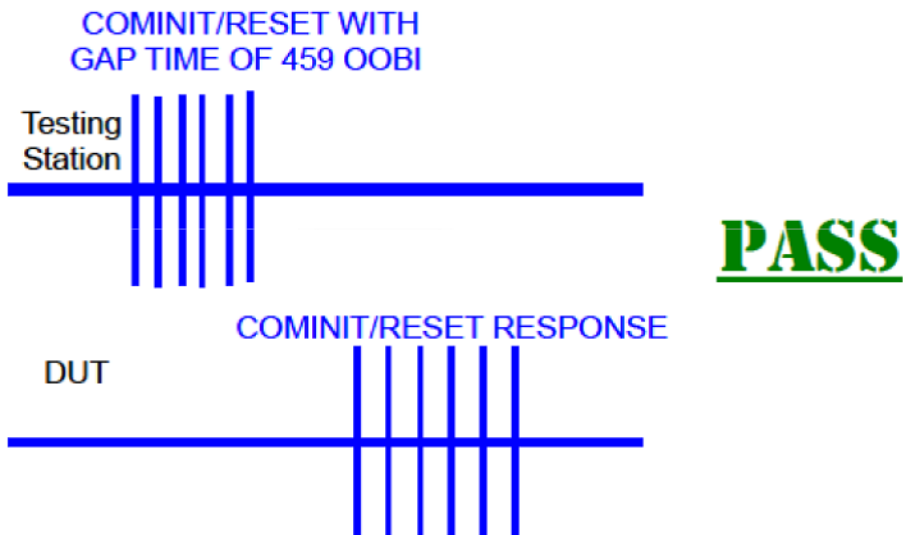 COMINIT/RESET WITH
GAP TIME OF 459 OOBI
Testing
Station
PASS
COMINIT/RESET RESPONSE
DUT